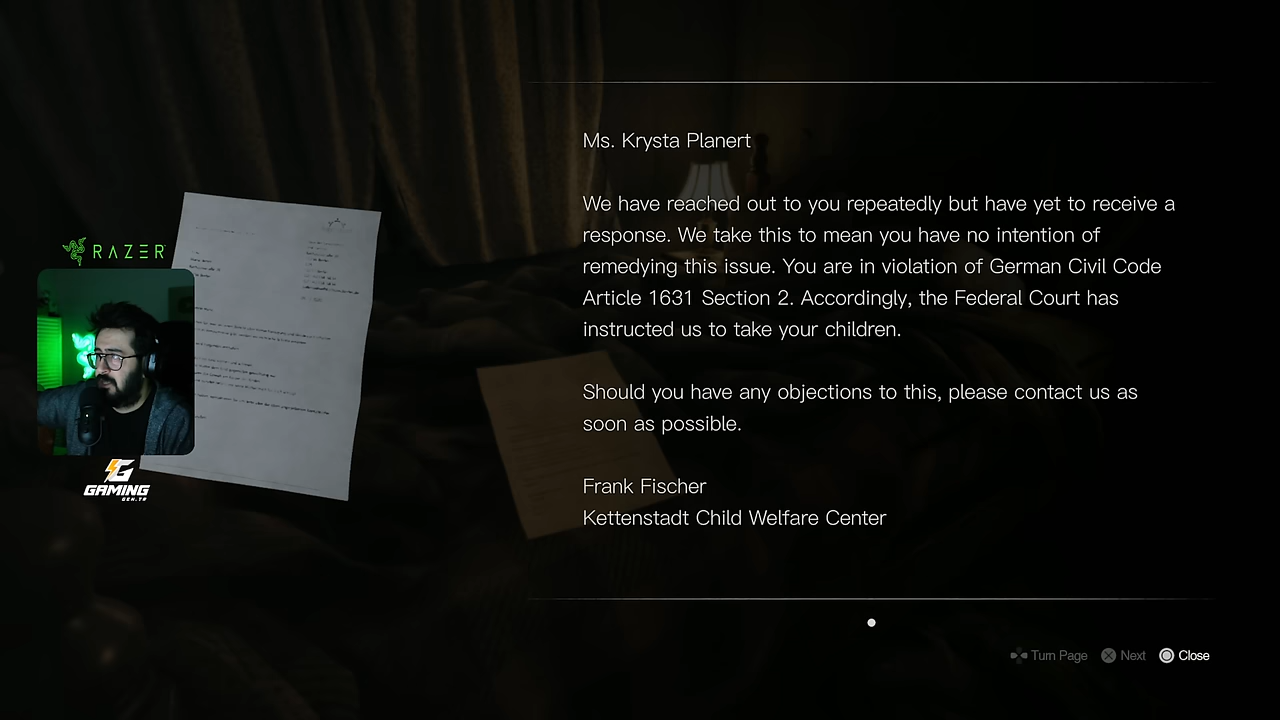 Ms. Krysta Planert
We have reached out to you repeatedly but have yet to receive a
response. We take this to mean you have no intention of
remedying this issue. You are in violation of German Civil Code
Article 1631 Section 2. Accordingly, the Federal Court has
instructed us to take your children.
Should you have any objections to this, please contact us as
soon as possible.
Frank Fischer
Kettenstadt Child Welfare Center
RAZER
GAMING
GEN.TR
Turn Page
Next
Close